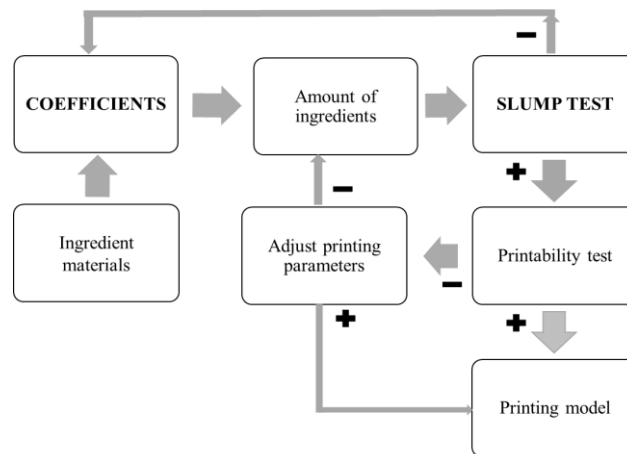 COEFFICIENTS
Amount of
ingredients
SLUMP TEST
Ingredient
materials
Adjust printing
parameters
Printability test
Printing model